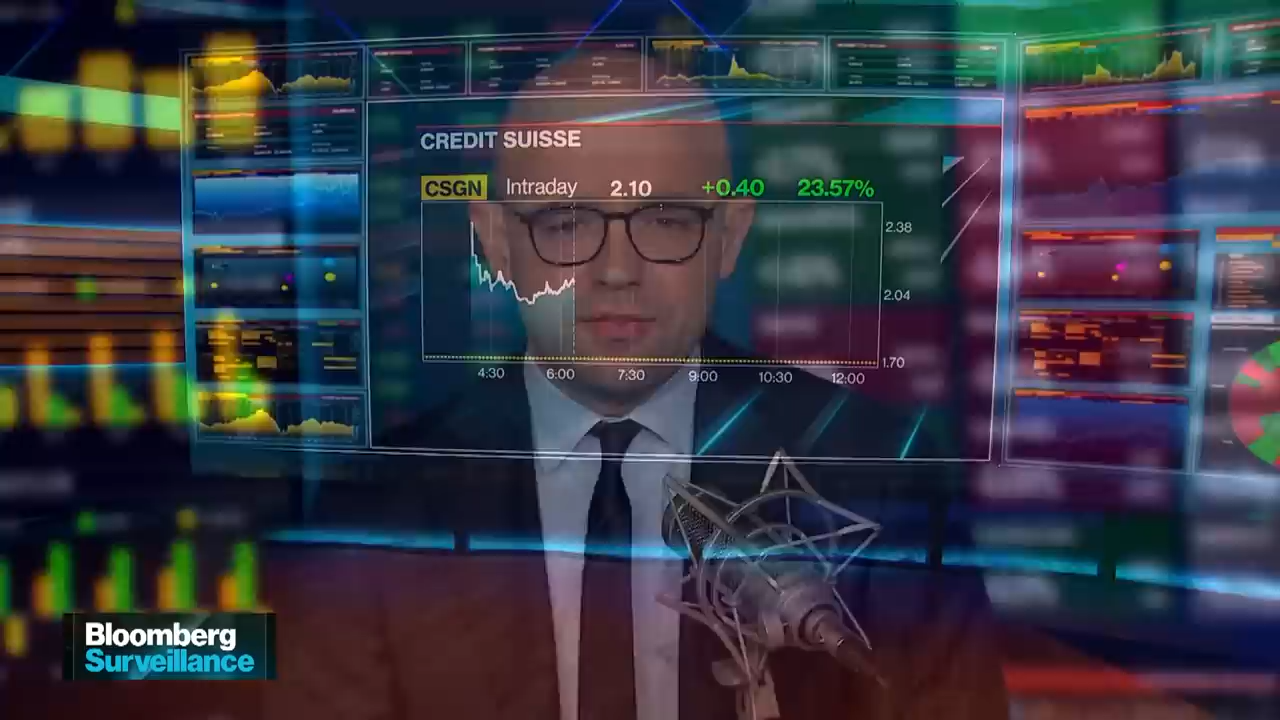 CREDIT SUISSE
CSGN Intraday 2.10 +0.40 23.57%
2.38
2.04
1.70
4:30 6:00 7:30 9:00 10:30 12:00
Bloomberg
Surveillance